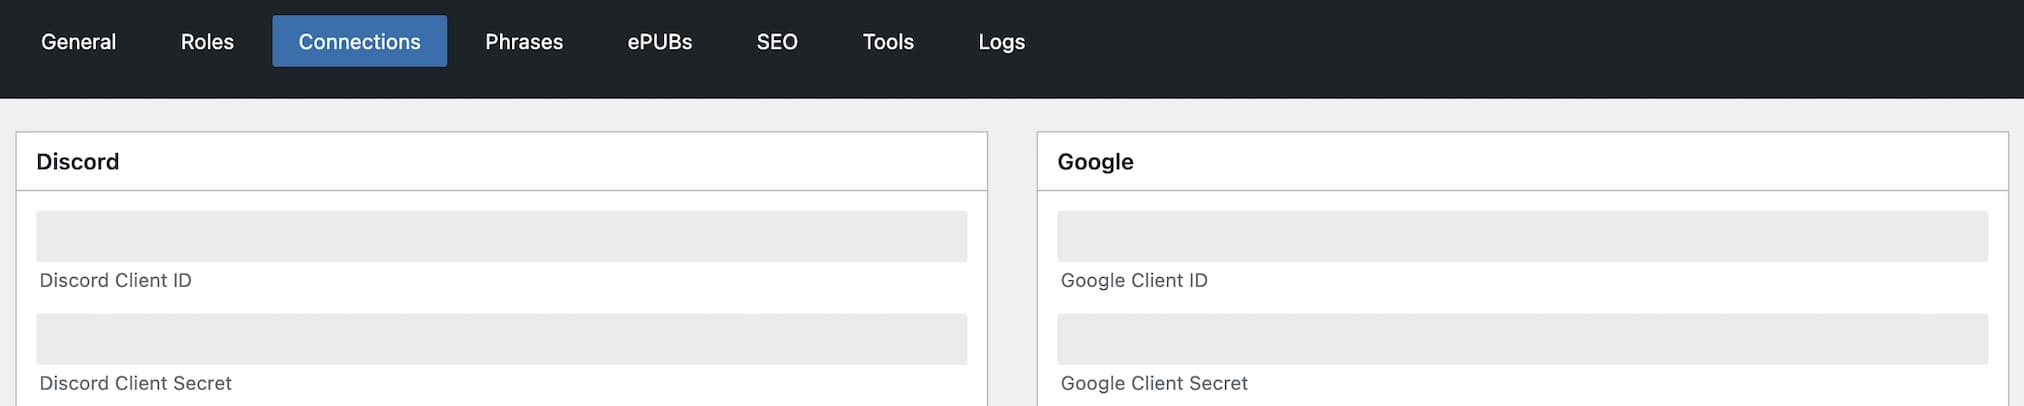 General Roles Connections Phrases ePUBs SEO Tools Logs
Discord
Discord Client ID
Discord Client Secret
Google
Google Client ID
Google Client Secret